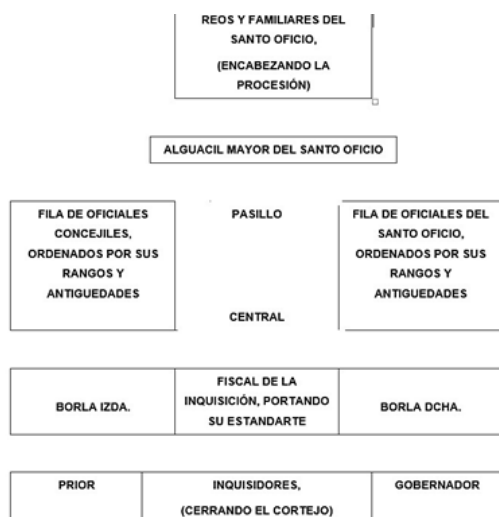 REOS Y FAMILIARES DEL
SANTO OFICIO,
(ENCABEZANDO LA
PROCESIÓN)
ALGUACIL MAYOR DEL SANTO OFICIO
FILA DE OFICIALES
CONCEJILES,
ORDENADOS POR SUS
RANGOS Y
ANTIGUEDADES
PASILLO
CENTRAL
FILA DE OFICIALES DEL
SANTO OFICIO,
ORDENADOS POR SUS
RANGOS Y
ANTIGUEDADES
BORLA IZDA.
FISCAL DE LA
INQUISICIÓN, PORTANDO
SU ESTANDARTE
BORLA DCHA.
PRIOR
INQUISIDORES,
(CERRANDO EL CORTEJO)
GOBERNADOR